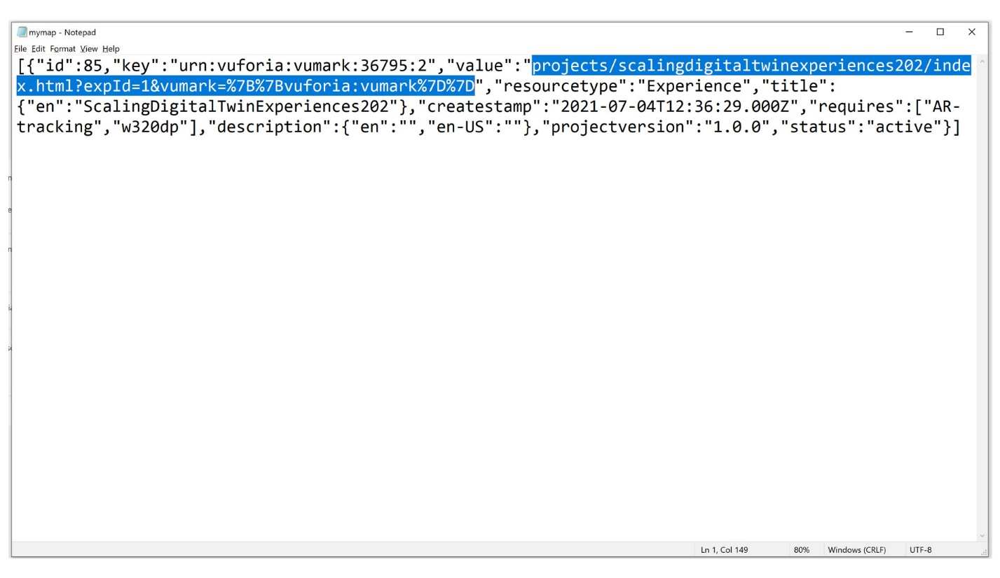 mymap - Notepad
File Edit Format View Help
[{"id":85,"key":"urn:vuforia:vumark:36795:2","value":"projects/scalingdigitaltwinexperiences202/inde
x.html?expId=1&vumark=%7B%7Bvuforia:vumark%7D%7D","resourcetype":"Experience","title":
{"en":"ScalingDigitalTwinExperiences202"},"createstamp":"2021-07-04T12:36:29.000Z","requires":["AR-
tracking","w320dp"],"description":{"en":"","en-US":""},"projectversion":"1.0.0","status":"active"}]
Ln 1, Col 149 80% Windows (CRLF) UTF-8